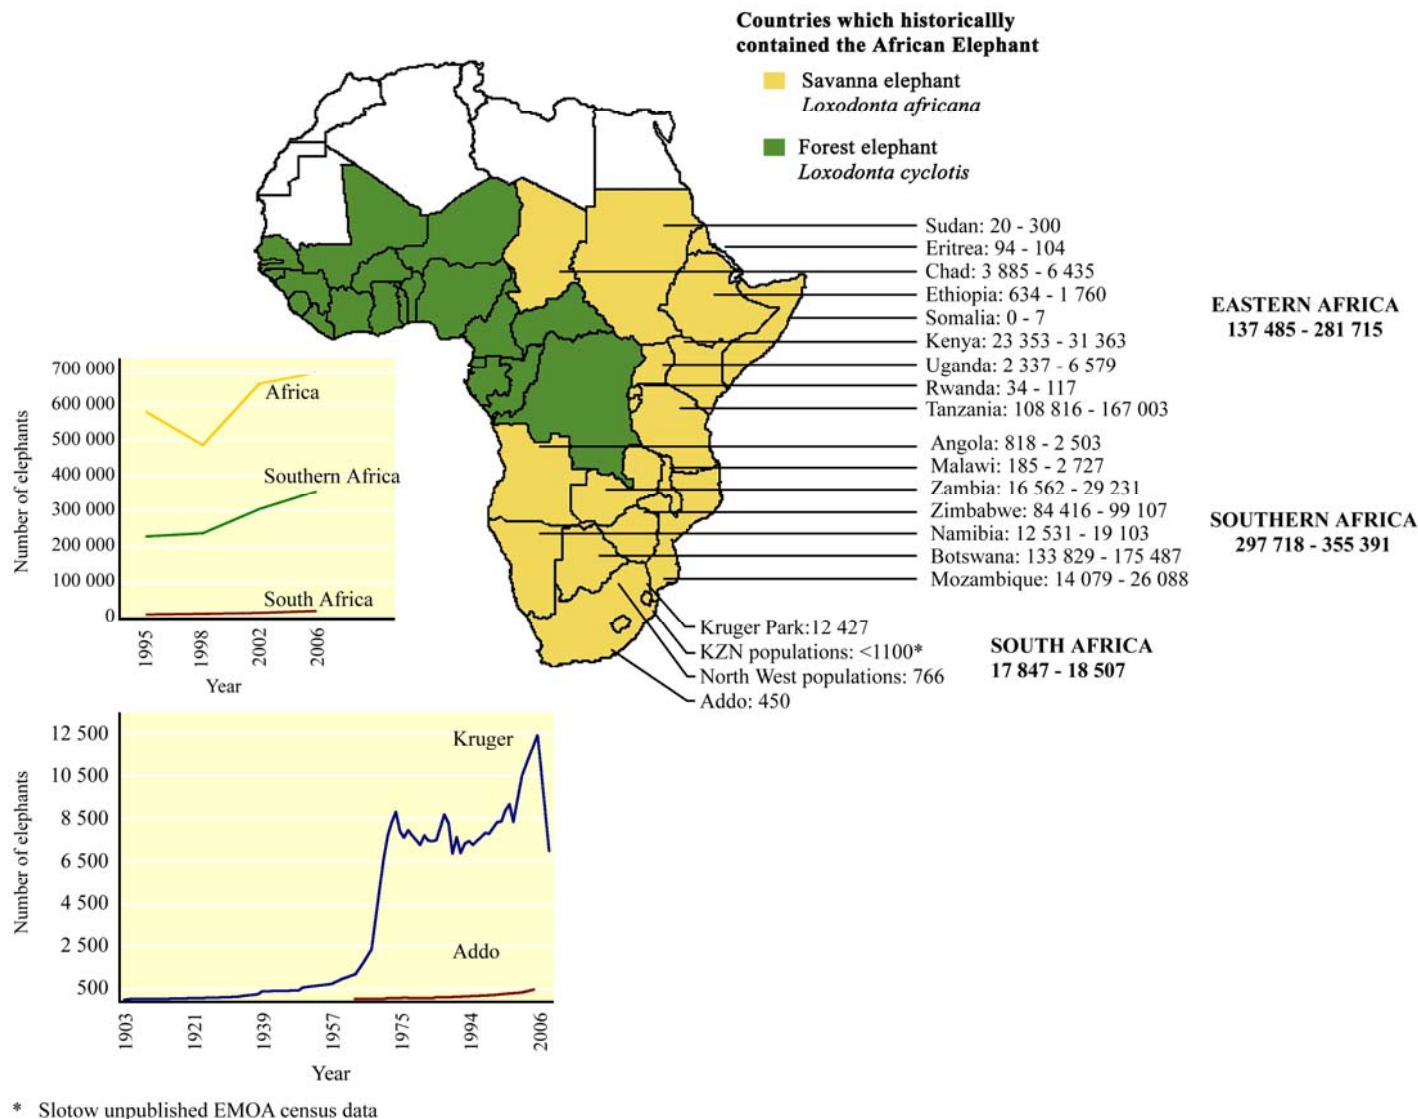 Countries which historicallly
contained the African Elephant
Savanna elephant
Loxodonta africana
Forest elephant
Loxodonta cyclotis
Sudan: 20 - 300
Eritrea: 94 - 104
Chad: 3 885 - 6 435
Ethiopia: 634 - 1 760
Somalia: 0 - 7
Kenya: 23 353 - 31 363
Uganda: 2 337 - 6 579
Rwanda: 34 - 117
Tanzania: 108 816 - 167 003
EASTERN AFRICA
137 485 - 281 715
Angola: 818 - 2 503
Malawi: 185 - 2 727
Zambia: 16 562 - 29 231
Zimbabwe: 84 416 - 99 107
Namibia: 12 531 - 19 103
Botswana: 133 829 - 175 487
Mozambique: 14 079 - 26 088
SOUTHERN AFRICA
297 718 - 355 391
Kruger Park:12 427
KZN populations: <1100*
North West populations: 766
Addo: 450
SOUTH AFRICA
17 847 - 18 507
Number of elephants
700 000
600 000
500 000
400 000
300 000
200 000
100 000
0
Africa
Southern Africa
South Africa
1995
1998
2002
2006
Year
Number of elephants
12 500
10 500
8 500
6 500
4 500
2 500
500
Kruger
Addo
1903
1921
1939
1957
1975
1994
2006
Year
* Slotow unpublished EMOA census data